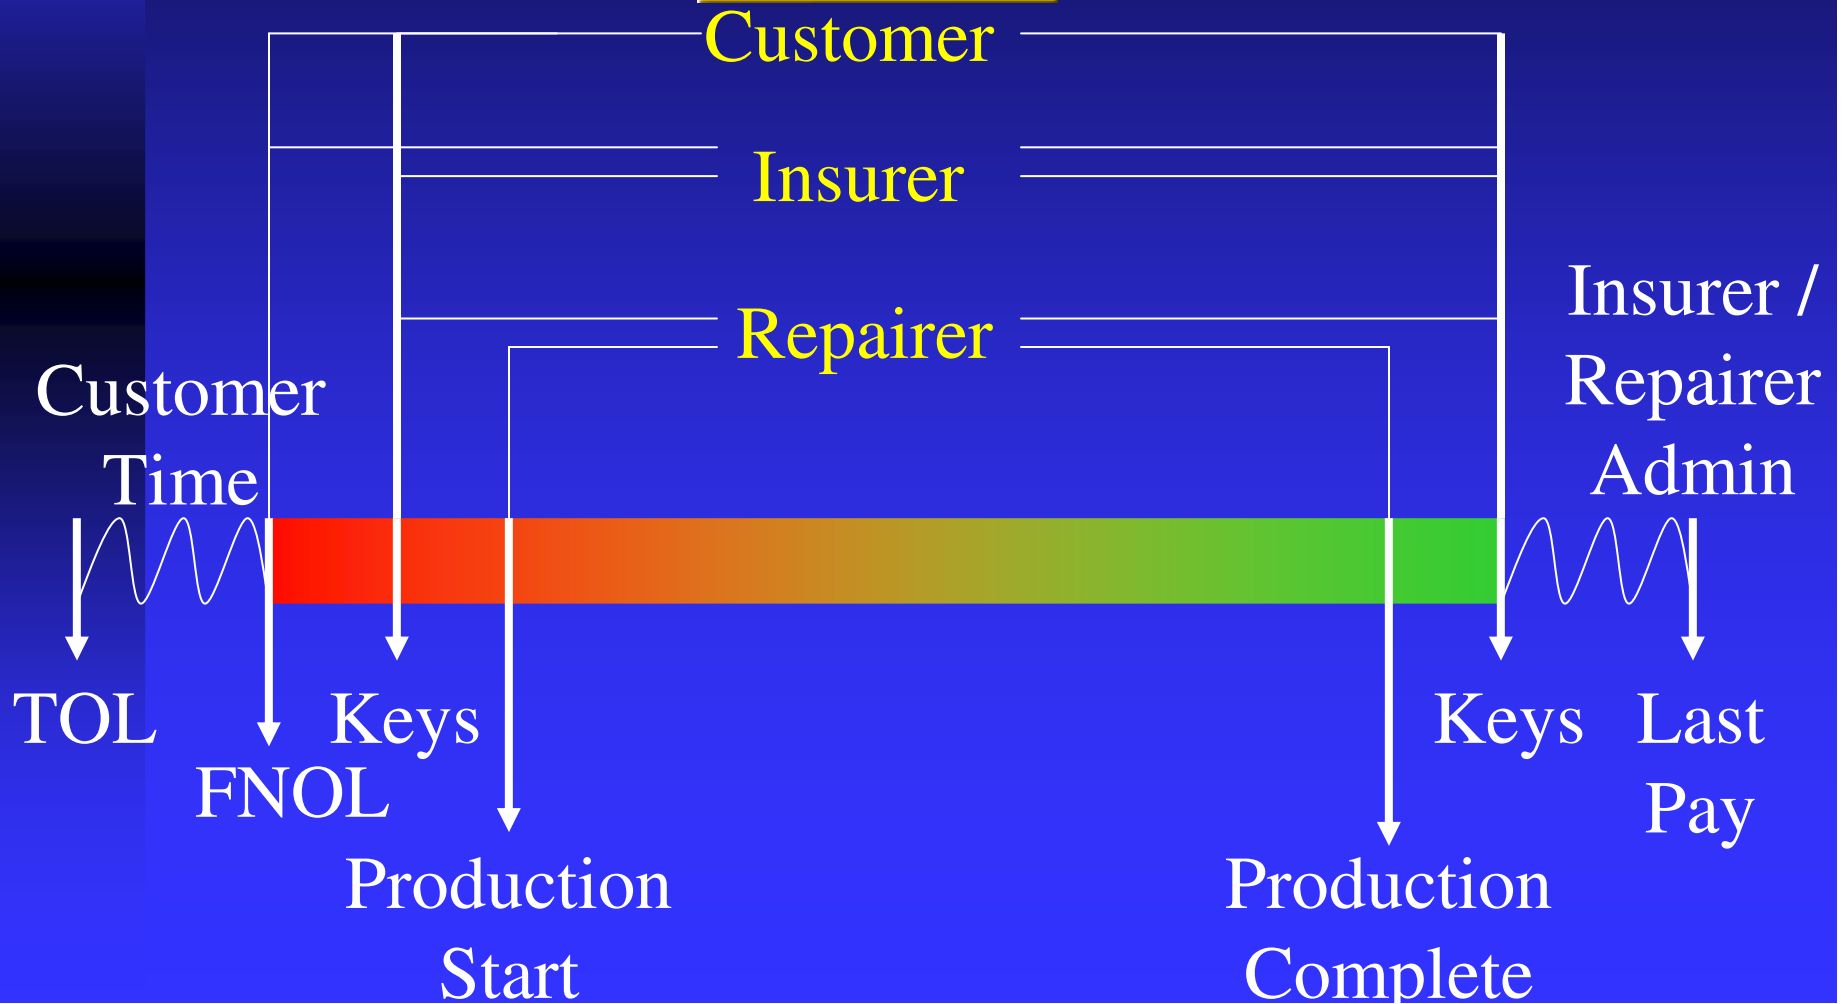 Customer
Insurer
Repairer
Customer
Time
Insurer /
Repairer
Admin
TOL
FNOL
Keys
Production
Start
Production
Complete
Keys
Last
Pay